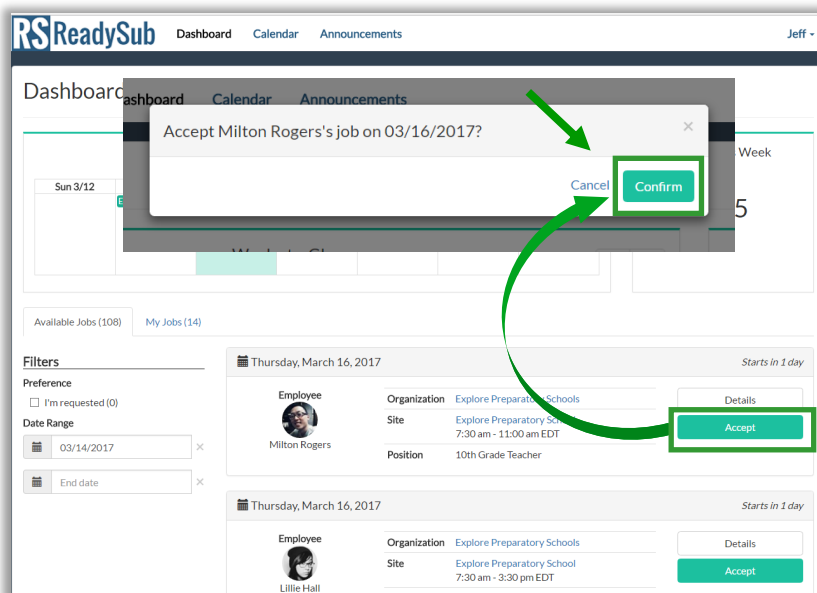 RS ReadySub Dashboard Calendar Announcements Jeff
Dashboard
ashboard Calendar Announcements
Accept Milton Rogers's job on 03/16/2017? ×
Cancel Confirm
Week
Sun 3/12
E
5
Available Jobs (108) My Jobs (14)
Filters
Preference
I'm requested (0)
Date Range
03/14/2017 ×
End date ×
Thursday, March 16, 2017 Starts in 1 day
Employee
Milton Rogers
Organization Explore Preparatory Schools
Site Explore Preparatory School
7:30 am - 11:00 am EDT
Position 10th Grade Teacher
Details
Accept
Thursday, March 16, 2017 Starts in 1 day
Employee
Lillie Hall
Organization Explore Preparatory Schools
Site Explore Preparatory School
7:30 am - 3:30 pm EDT
Details
Accept